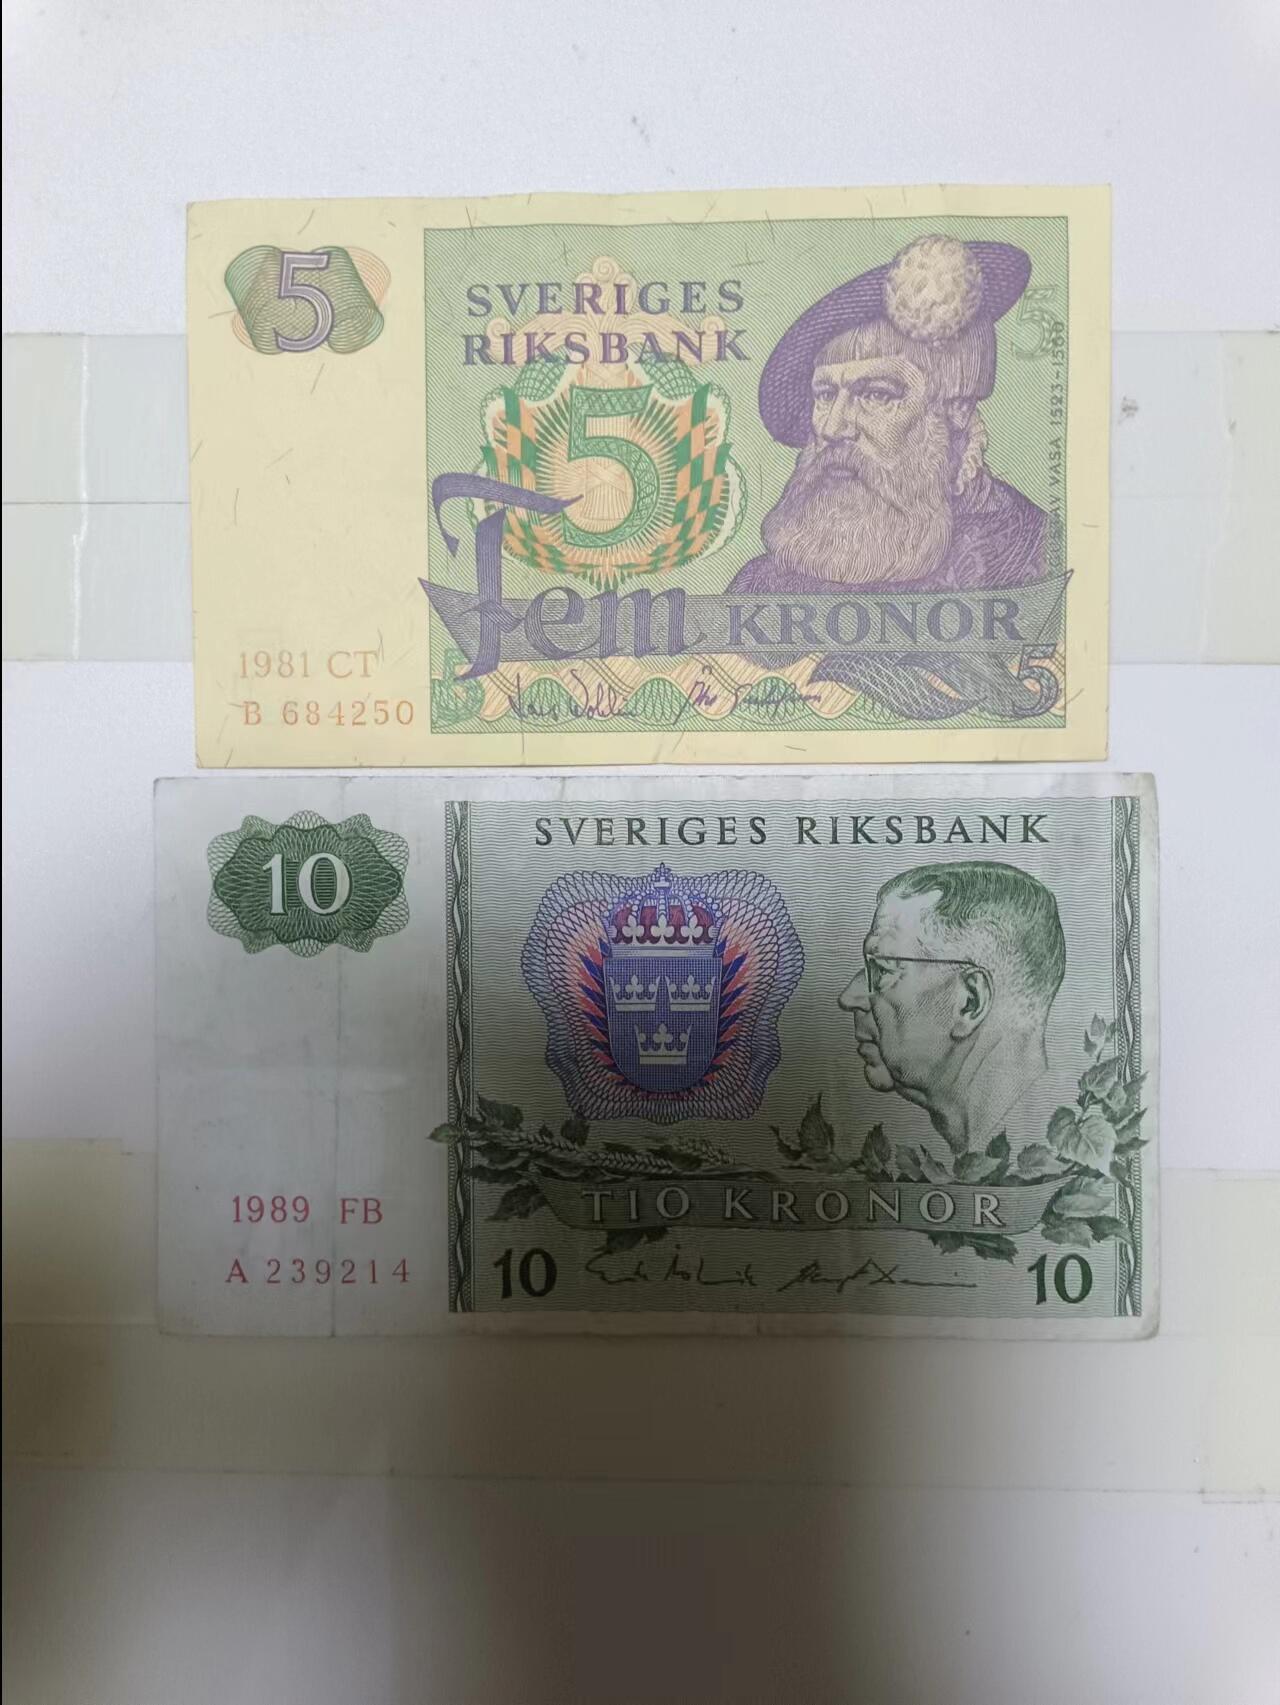 5
SVERIGES
RIKSBANK
5
5
VASA 1523-1560
Fem KRONOR
1981 CT
B 684250
5
5
10
SVERIGES RIKSBANK
1989 FB
A 239214
TIO KRONOR
10
10